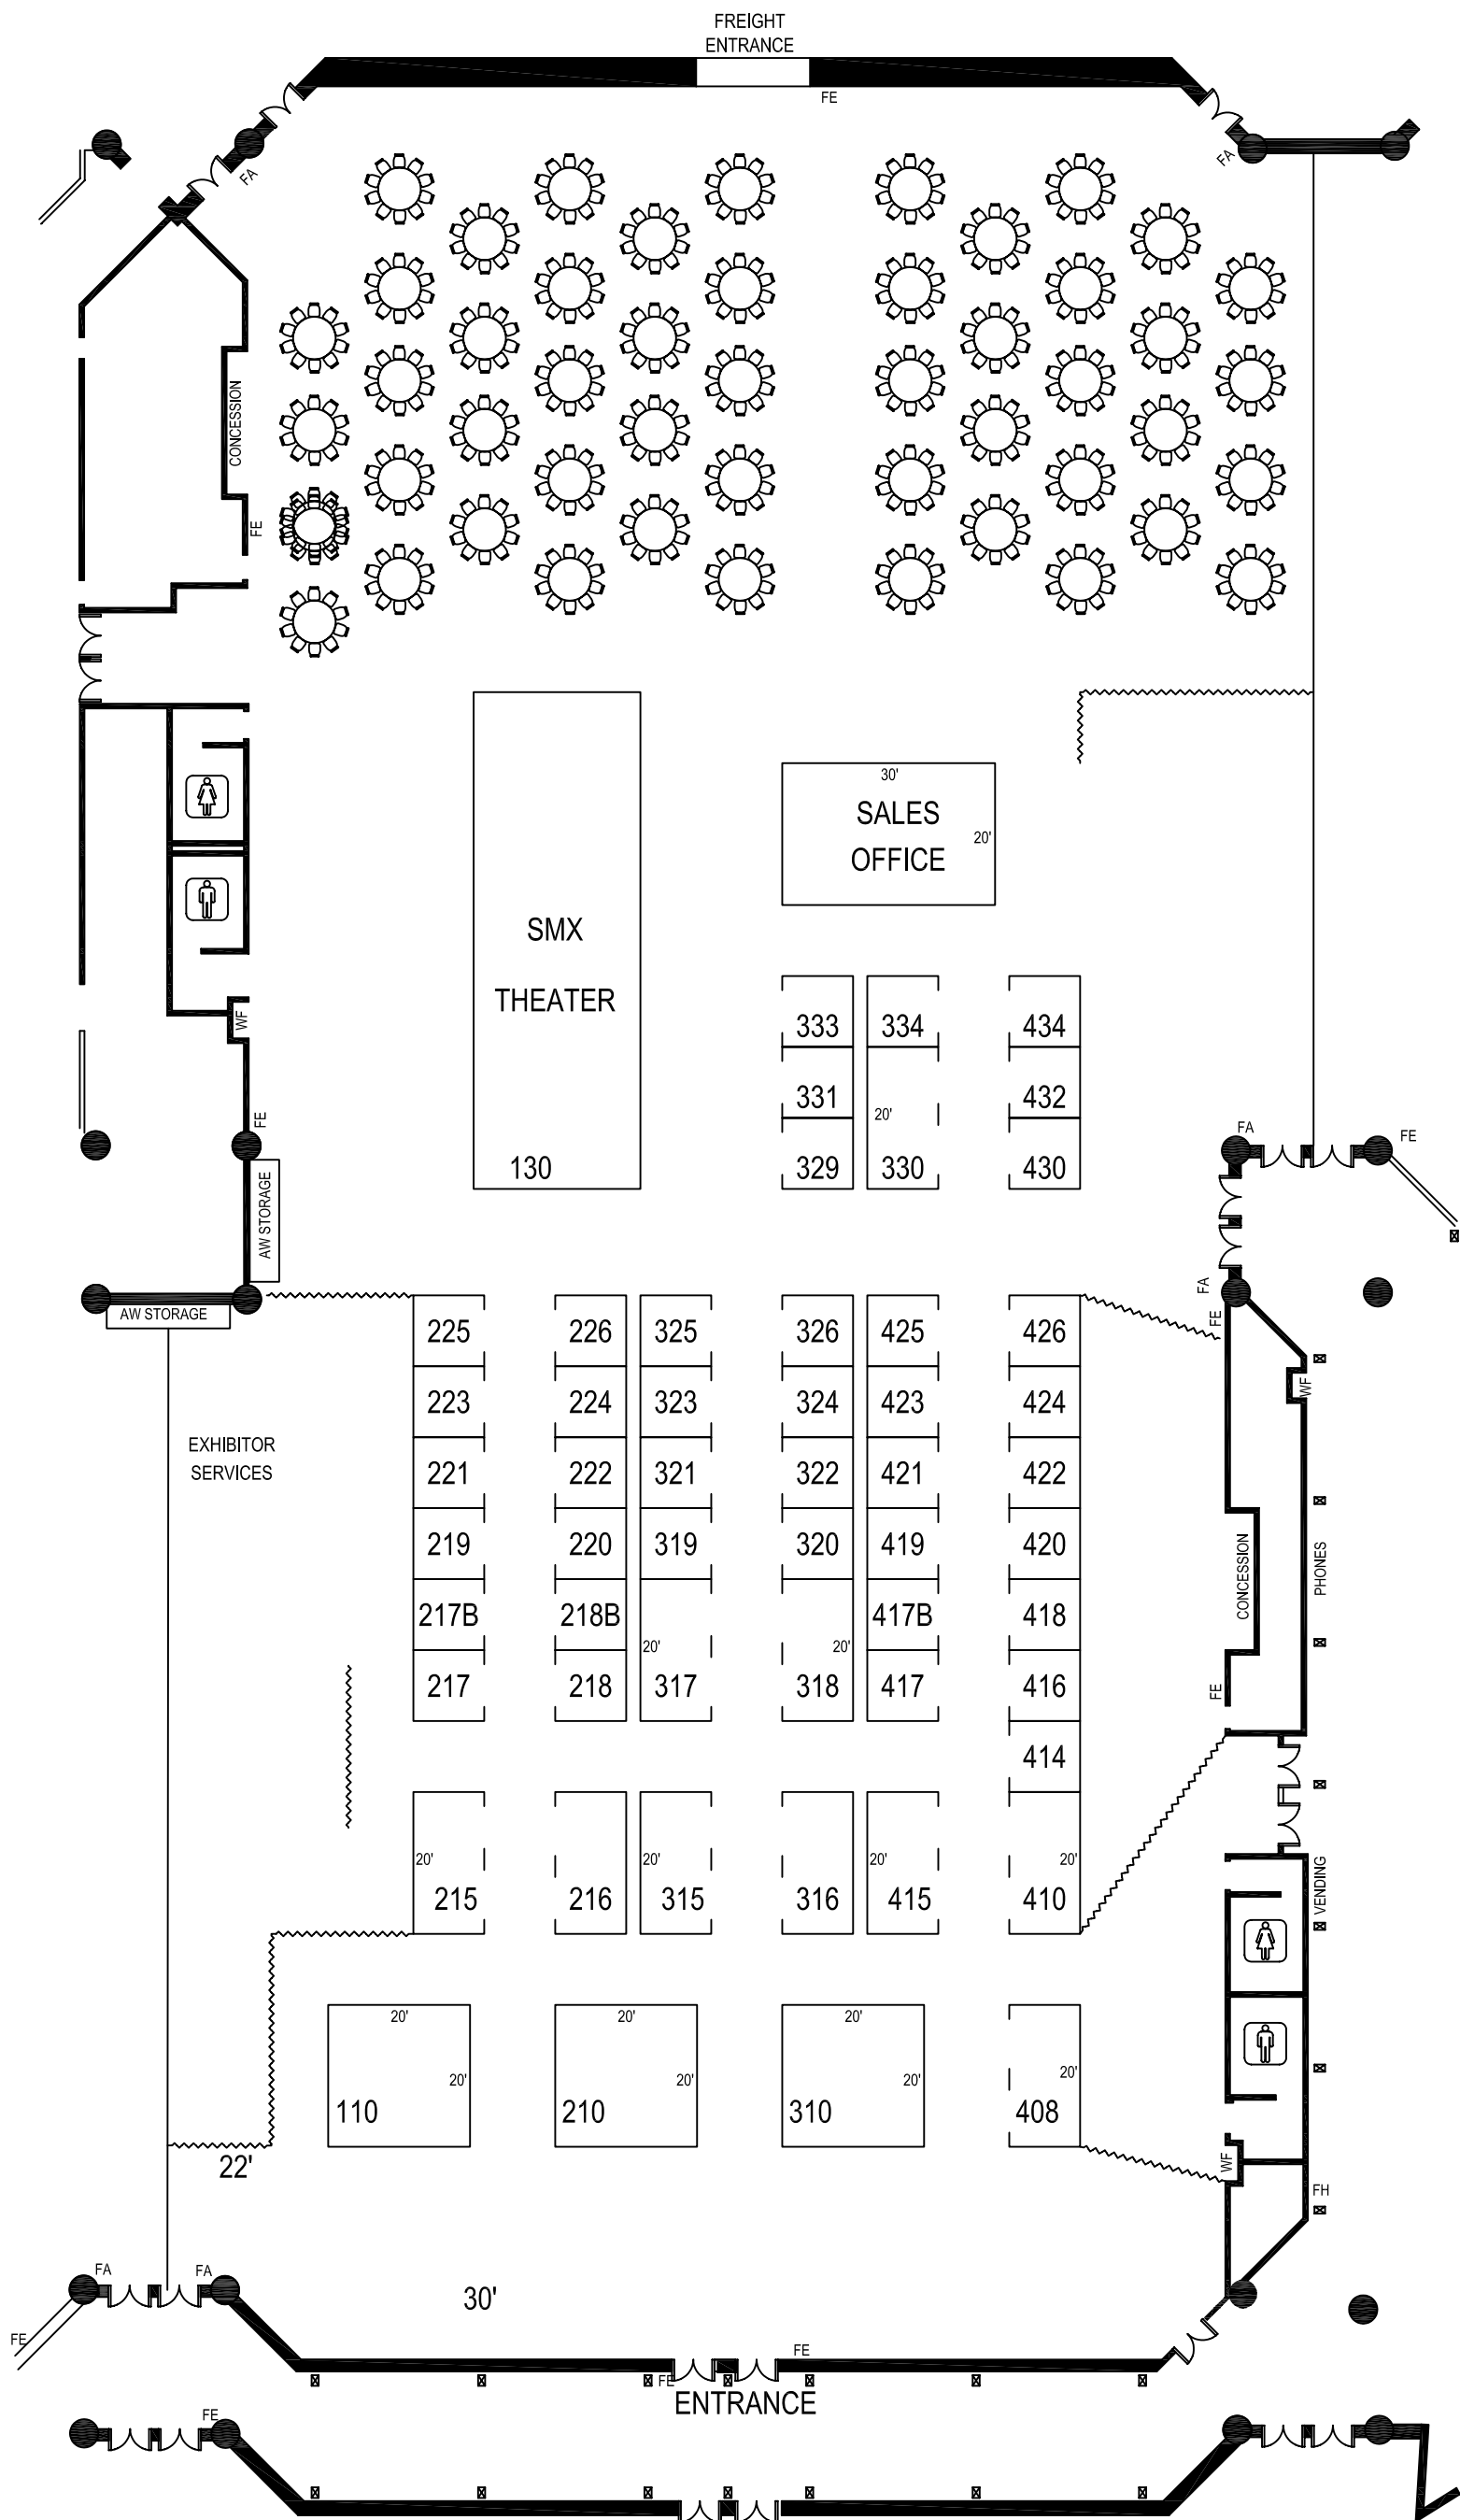 FREIGHT
ENTRANCE
FE
FA
FA
CONCESSION
FE
30'
SALES
20'
OFFICE
SMX
THEATER
130
WF
FE
AW STORAGE
AW STORAGE
333 334 434
331 432
20'
329 330 430
FA
FE
FA
FE
225 226 325 326 425 426
WF
223 224 323 324 423 424
EXHIBITOR
SERVICES
221 222 321 322 421 422
219 220 319 320 419 420
CONCESSION
PHONES
217B 218B 417B 418
20' 20'
217 218 317 318 417 416
FE
414
20' 20' 20' 20'
215 216 315 316 415 410
VENDING
20' 20' 20'
20' 20' 20' 20'
110 210 310 408
WF
22'
FH
FA FA
30'
FE
FE
FE
ENTRANCE
FE